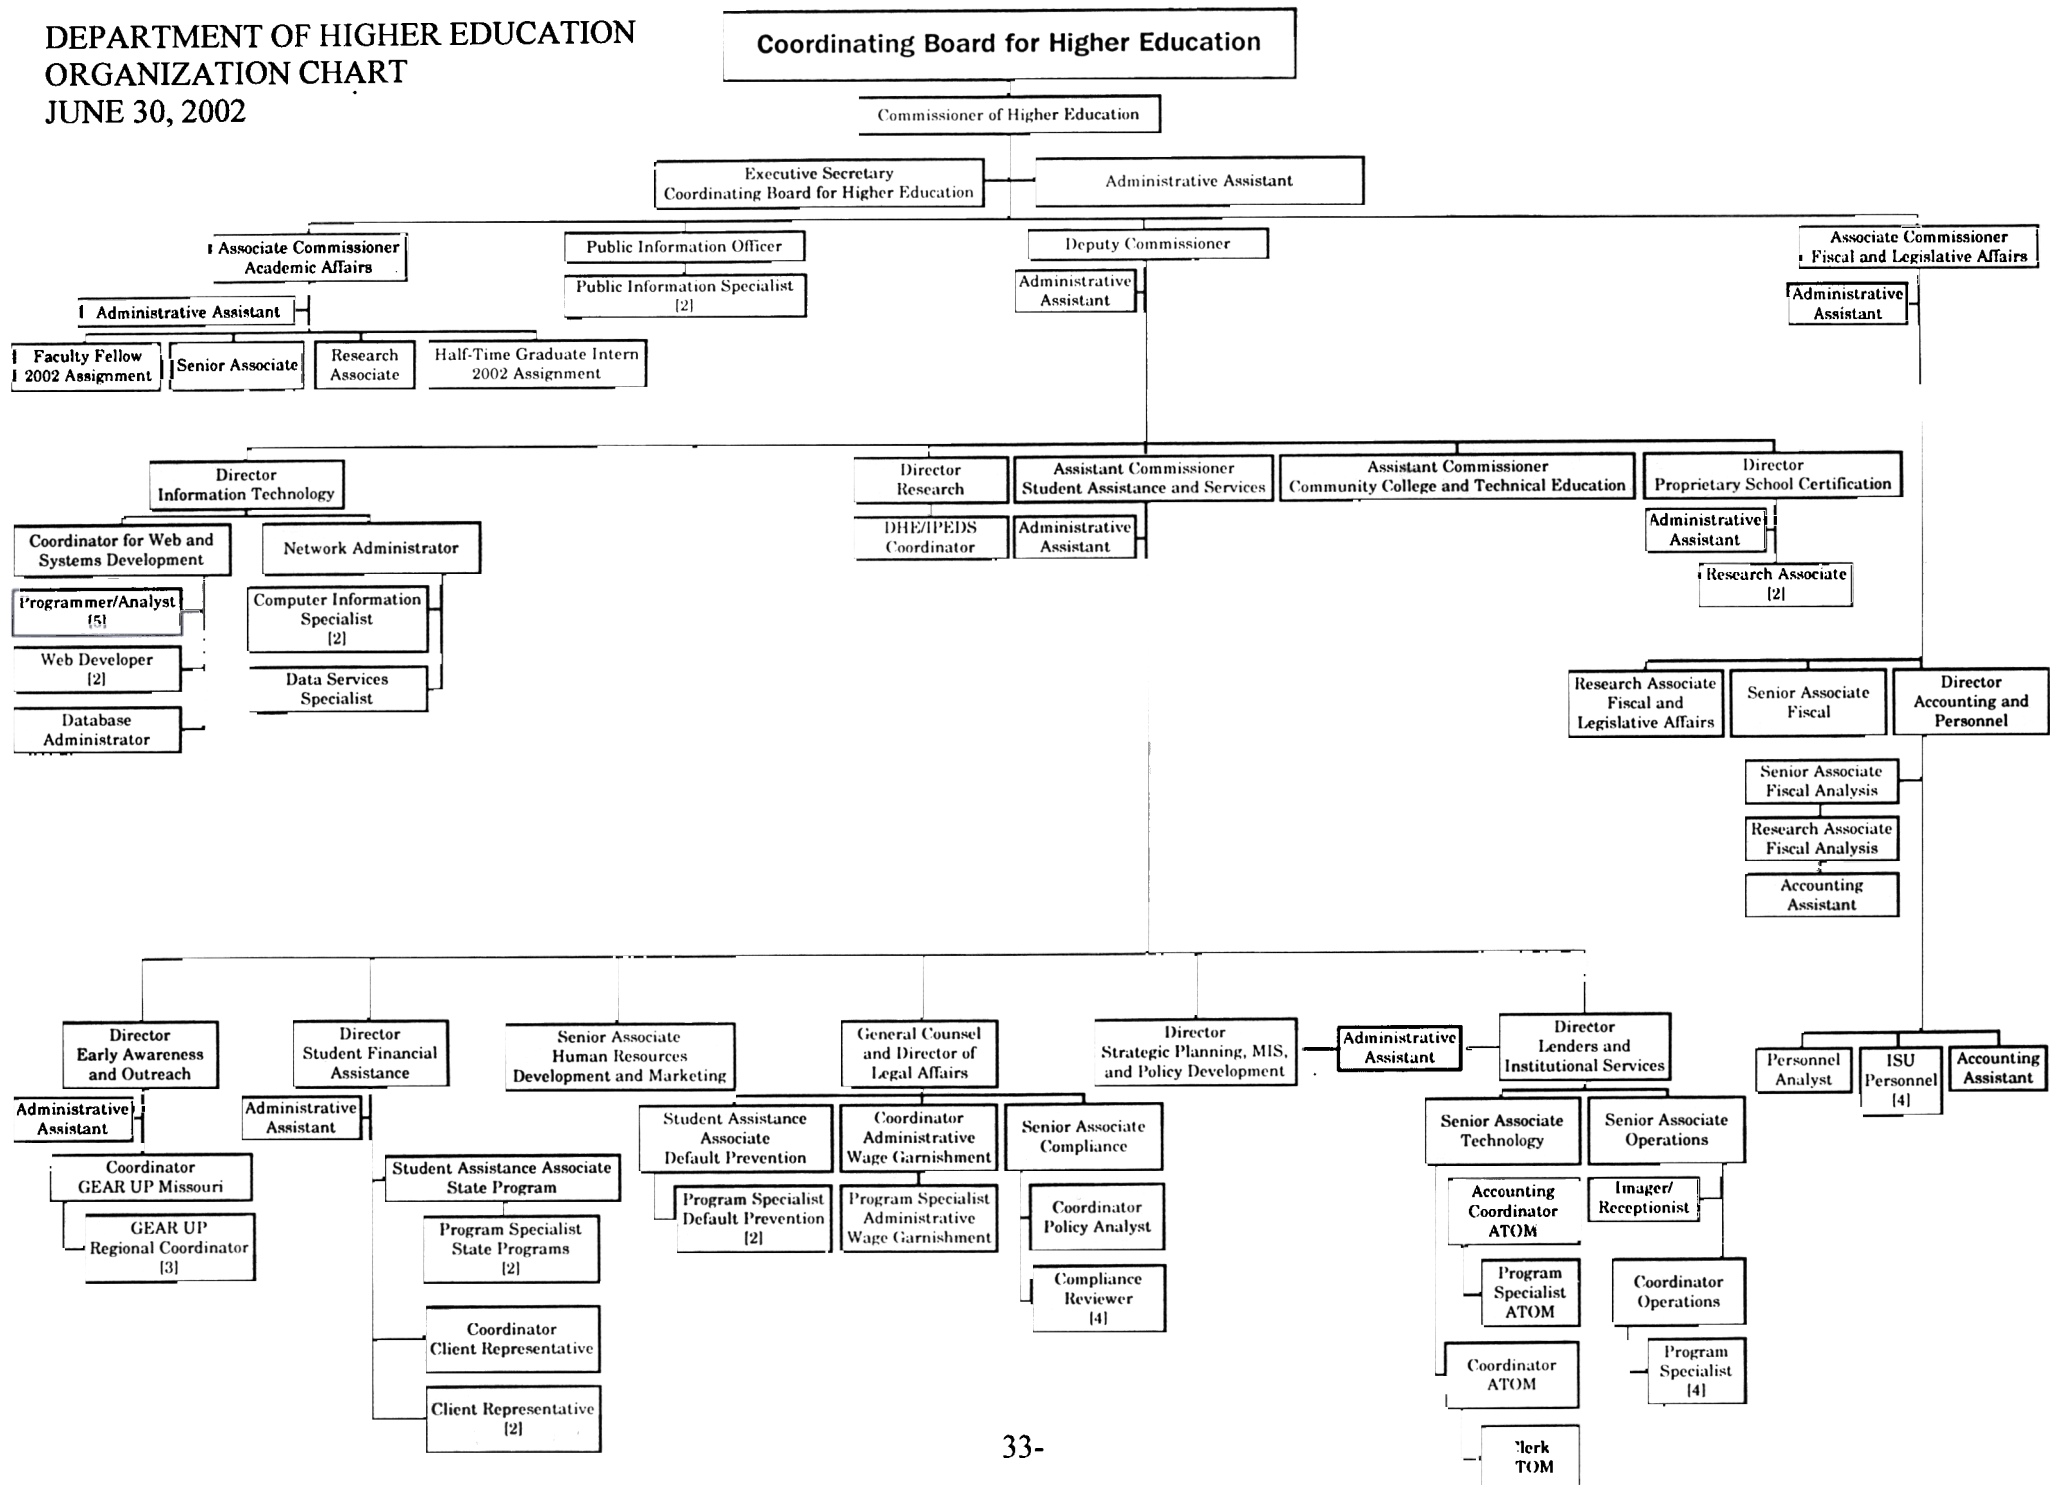 DEPARTMENT OF HIGHER EDUCATION
ORGANIZATION CHART
JUNE 30, 2002
Coordinating Board for Higher Education
Commissioner of Higher Education
Executive Secretary
Coordinating Board for Higher Education
Administrative Assistant
Associate Commissioner
Academic Affairs
Public Information Officer
Deputy Commissioner
Associate Commissioner
Fiscal and Legislative Affairs
Administrative Assistant
Public Information Specialist
[2]
Administrative
Assistant
Administrative
Assistant
Faculty Fellow
2002 Assignment
Senior Associate
Research
Associate
Half-Time Graduate Intern
2002 Assignment
Director
Information Technology
Director
Research
Assistant Commissioner
Student Assistance and Services
Assistant Commissioner
Community College and Technical Education
Director
Proprietary School Certification
Coordinator for Web and
Systems Development
Network Administrator
DHE/IPEDS
Coordinator
Administrative
Assistant
Administrative
Assistant
Research Associate
[2]
Programmer/Analyst
[5]
Computer Information
Specialist
[2]
Web Developer
[2]
Data Services
Specialist
Database
Administrator
Research Associate
Fiscal and
Legislative Affairs
Senior Associate
Fiscal
Director
Accounting and
Personnel
Senior Associate
Fiscal Analysis
Research Associate
Fiscal Analysis
Accounting
Assistant
Director
Early Awareness
and Outreach
Director
Student Financial
Assistance
Senior Associate
Human Resources
Development and Marketing
General Counsel
and Director of
Legal Affairs
Director
Strategic Planning, MIS,
and Policy Development
Administrative
Assistant
Director
Lenders and
Institutional Services
Personnel
Analyst
ISU
Personnel
[4]
Accounting
Assistant
Administrative
Assistant
Administrative
Assistant
Student Assistance
Associate
Default Prevention
Coordinator
Administrative
Wage Garnishment
Senior Associate
Compliance
Senior Associate
Technology
Senior Associate
Operations
Coordinator
GEAR UP Missouri
Student Assistance Associate
State Program
Program Specialist
Default Prevention
[2]
Program Specialist
Administrative
Wage Garnishment
Coordinator
Policy Analyst
Accounting
Coordinator
ATOM
Imager/
Receptionist
GEAR UP
Regional Coordinator
[3]
Program Specialist
State Programs
[2]
Compliance
Reviewer
[4]
Program
Specialist
ATOM
Coordinator
Operations
Coordinator
Client Representative
Coordinator
ATOM
Program
Specialist
[4]
Client Representative
[2]
33-